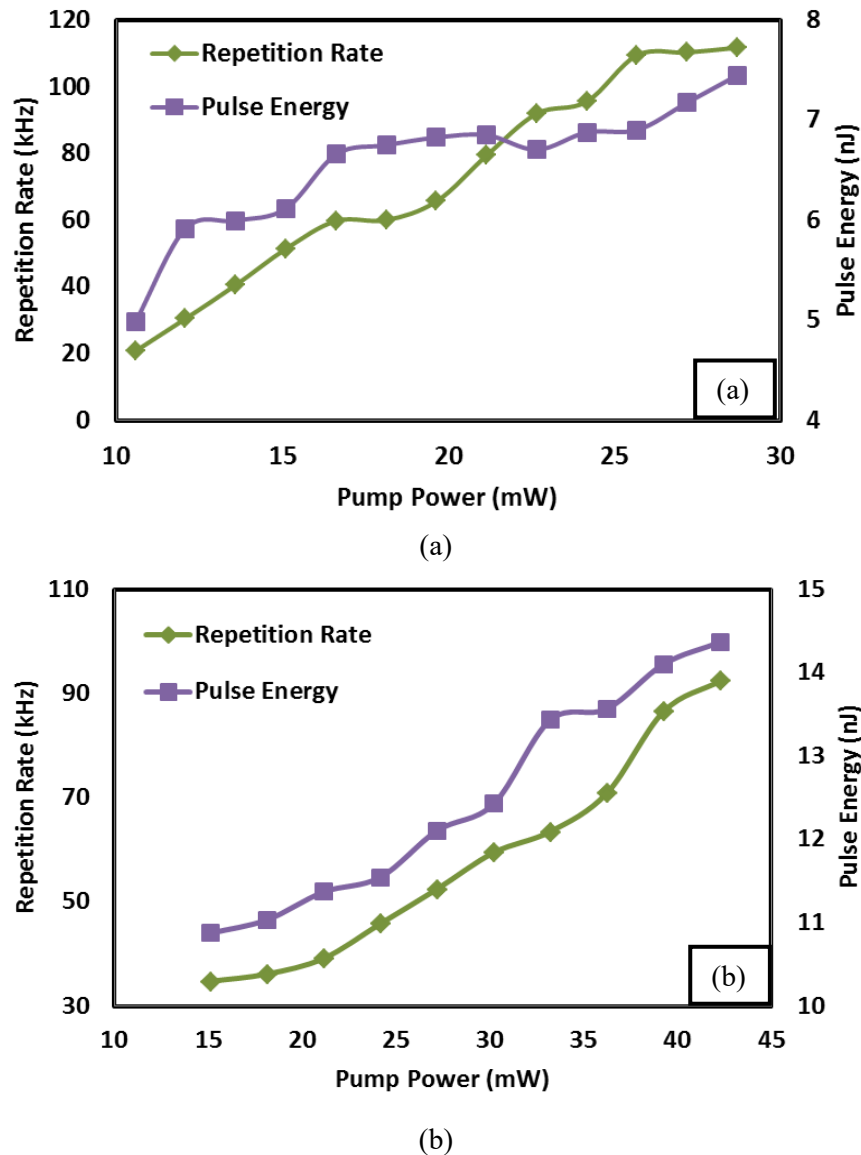 120
100
80
60
40
20
0
Repetition Rate (kHz)
Repetition Rate
Pulse Energy
8
7
6
5
4
Pulse Energy (nJ)
(a)
10 15 20 25 30
Pump Power (mW)
(a)
110
90
70
50
30
Repetition Rate (kHz)
Repetition Rate
Pulse Energy
15
14
13
12
11
10
Pulse Energy (nJ)
(b)
10 15 20 25 30 35 40 45
Pump Power (mW)
(b)